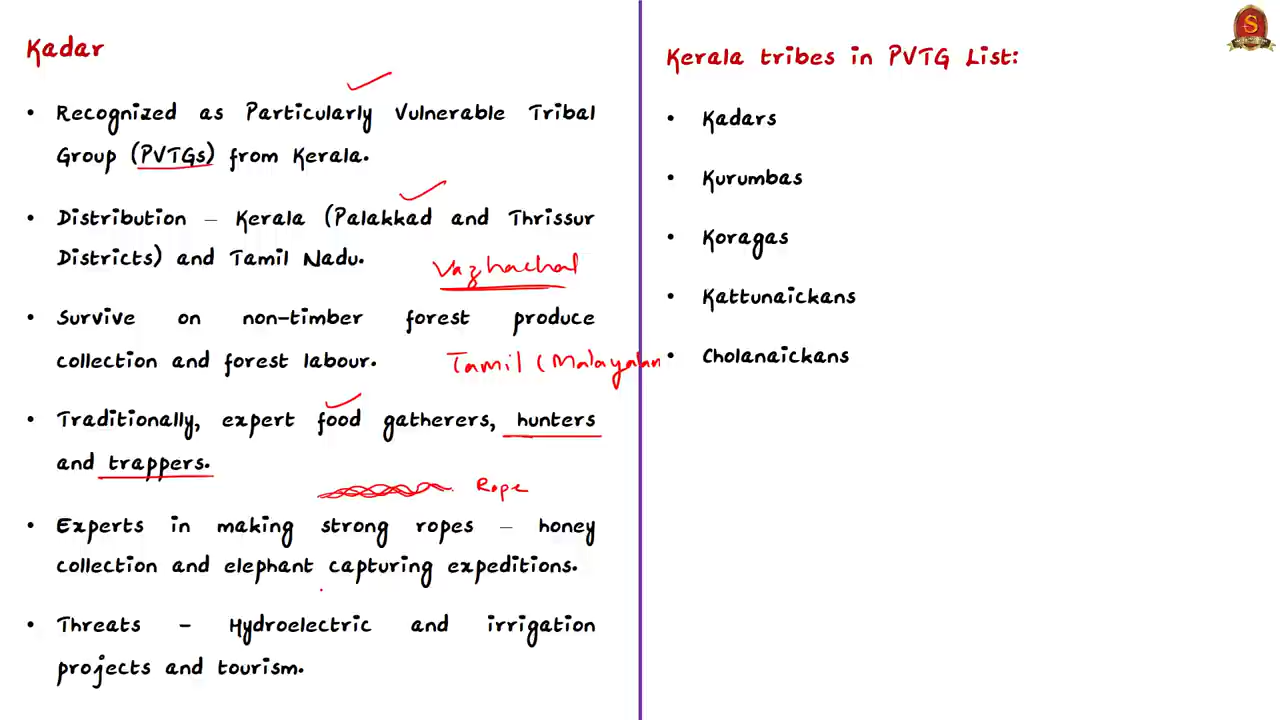 Kadar
• Recognized as Particularly Vulnerable Tribal
Group (PVTGs) from Kerala.
• Distribution – Kerala (Palakkad and Thrissur
Districts) and Tamil Nadu.
Vazhachal
• Survive on non-timber forest produce
collection and forest labour.
Tamil (Malayalam
• Traditionally, expert food gatherers, hunters
and trappers.
Rope
• Experts in making strong ropes – honey
collection and elephant capturing expeditions.
• Threats - Hydroelectric and irrigation
projects and tourism.
Kerala tribes in PVTG List:
• Kadars
• Kurumbas
• Koragas
• Kattunaickans
• Cholanaickans
S